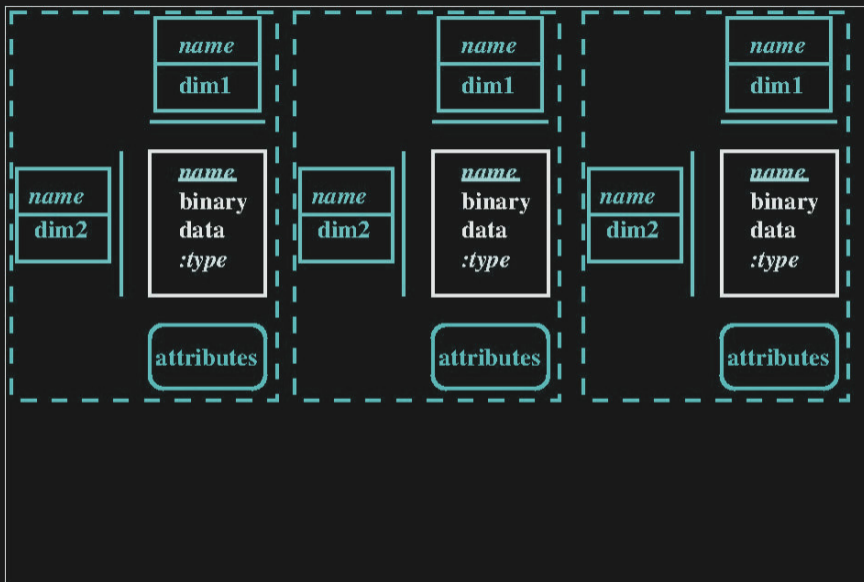 name
dim1
name
dim2
name
binary
data
:type
attributes
name
dim1
name
dim2
name
binary
data
:type
attributes
name
dim1
name
dim2
name
binary
data
:type
attributes